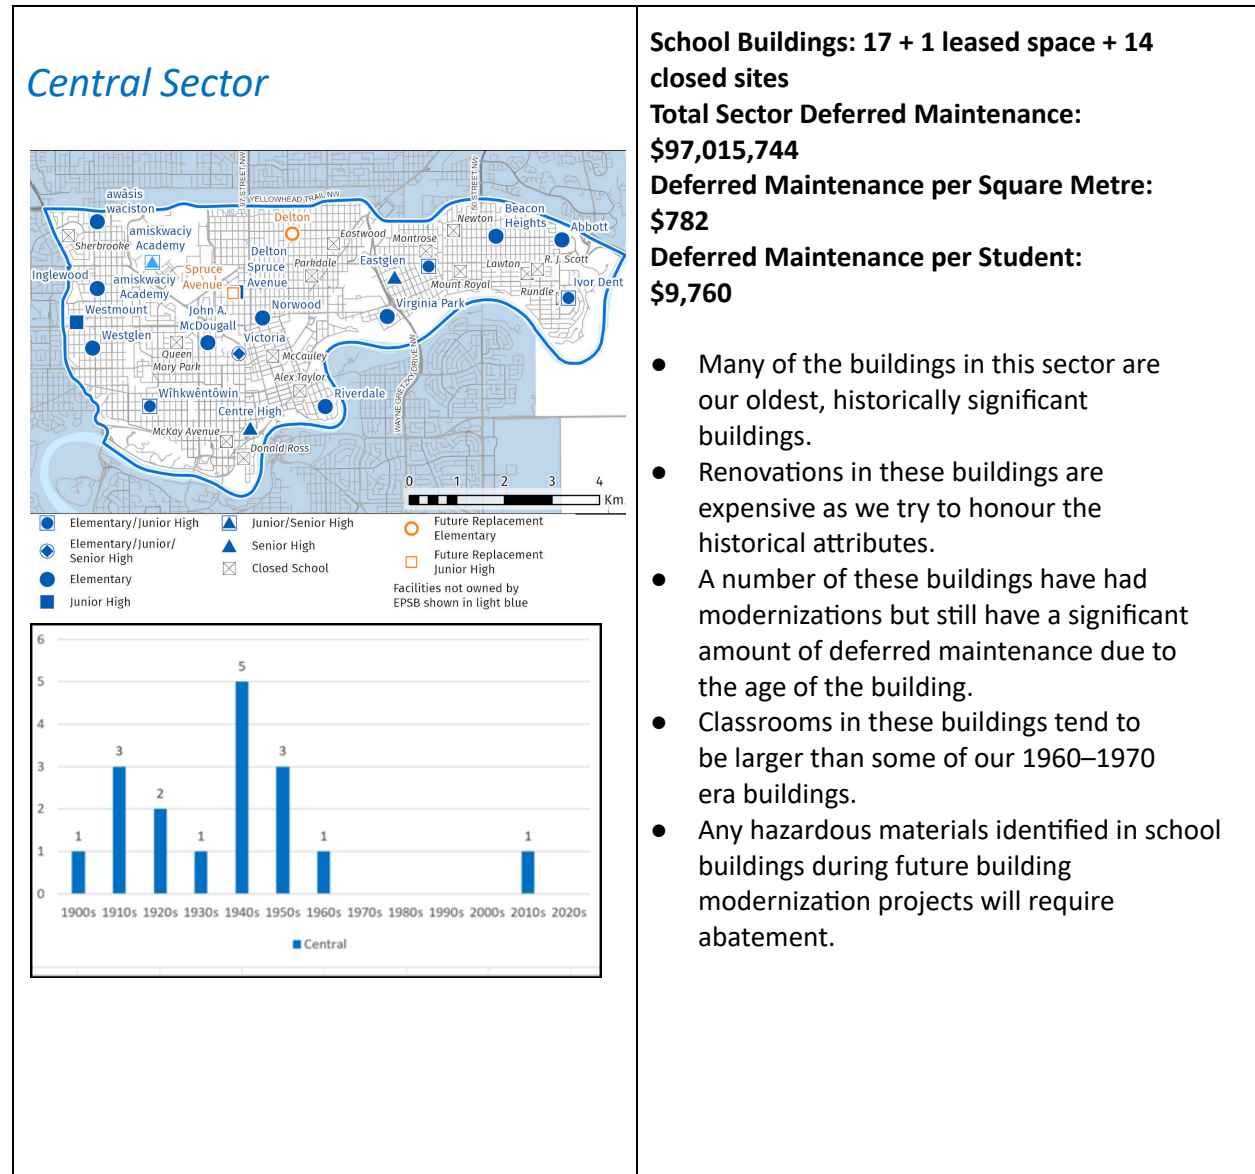 Central Sector
97 STREET NW
YELLOWHEAD TRAIL NW
50 STREET NW
WAYNE GRETZKY DRIVE NW
awâsis
waciston
Sherbrooke
amiskwaciy
Academy
Delton
Eastwood
Montrose
Newton
Beacon
Heights
Abbott
Inglewood
amiskwaciy
Academy
Spruce
Avenue
Delton
Spruce
Avenue
Parkdale
Eastglen
Lawton
R. J. Scott
Mount Royal
Rundle
Ivor Dent
Westmount
John A.
McDougall
Norwood
Virginia Park
Westglen
Queen
Mary Park
Victoria
McCauley
Alex Taylor
Wîhkwêntôwin
Centre High
Riverdale
McKay Avenue
Donald Ross
0 1 2 3 4
Km
Elementary/Junior High
Elementary/Junior/
Senior High
Elementary
Junior High
Junior/Senior High
Senior High
Closed School
Future Replacement
Elementary
Future Replacement
Junior High
Facilities not owned by
EPSB shown in light blue
6
5
4
3
2
1
0
1 3 2 1 5 3 1 1
1900s 1910s 1920s 1930s 1940s 1950s 1960s 1970s 1980s 1990s 2000s 2010s 2020s
Central
School Buildings: 17 + 1 leased space + 14
closed sites
Total Sector Deferred Maintenance:
$97,015,744
Deferred Maintenance per Square Metre:
$782
Deferred Maintenance per Student:
$9,760
● Many of the buildings in this sector are
our oldest, historically significant
buildings.
● Renovations in these buildings are
expensive as we try to honour the
historical attributes.
● A number of these buildings have had
modernizations but still have a significant
amount of deferred maintenance due to
the age of the building.
● Classrooms in these buildings tend to
be larger than some of our 1960–1970
era buildings.
● Any hazardous materials identified in school
buildings during future building
modernization projects will require
abatement.